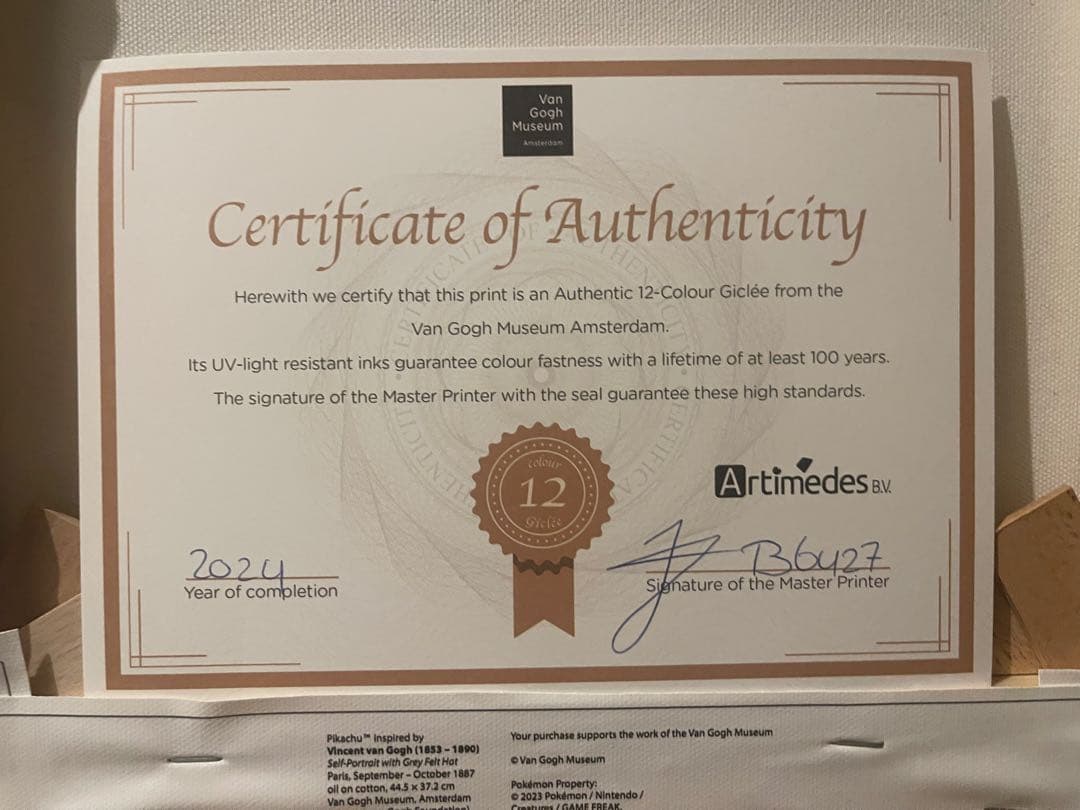 Van
Gogh
Museum
Amsterdam
Certificate of Authenticity
Herewith we certify that this print is an Authentic 12-Colour Giclée from the
Van Gogh Museum Amsterdam.
Its UV-light resistant inks guarantee colour fastness with a lifetime of at least 100 years.
The signature of the Master Printer with the seal guarantee these high standards.
colour
12
Giclée
Artimedes B.V.
2024
Year of completion
B6427
Signature of the Master Printer
Pikachu™ inspired by
Vincent van Gogh (1853 – 1890)
Self-Portrait with Grey Felt Hat
Paris, September – October 1887
oil on cotton, 44.5 x 37.2 cm
Van Gogh Museum, Amsterdam
Your purchase supports the work of the Van Gogh Museum
© Van Gogh Museum
Pokémon Property:
© 2023 Pokémon / Nintendo /
Creatures / GAME FREAK.